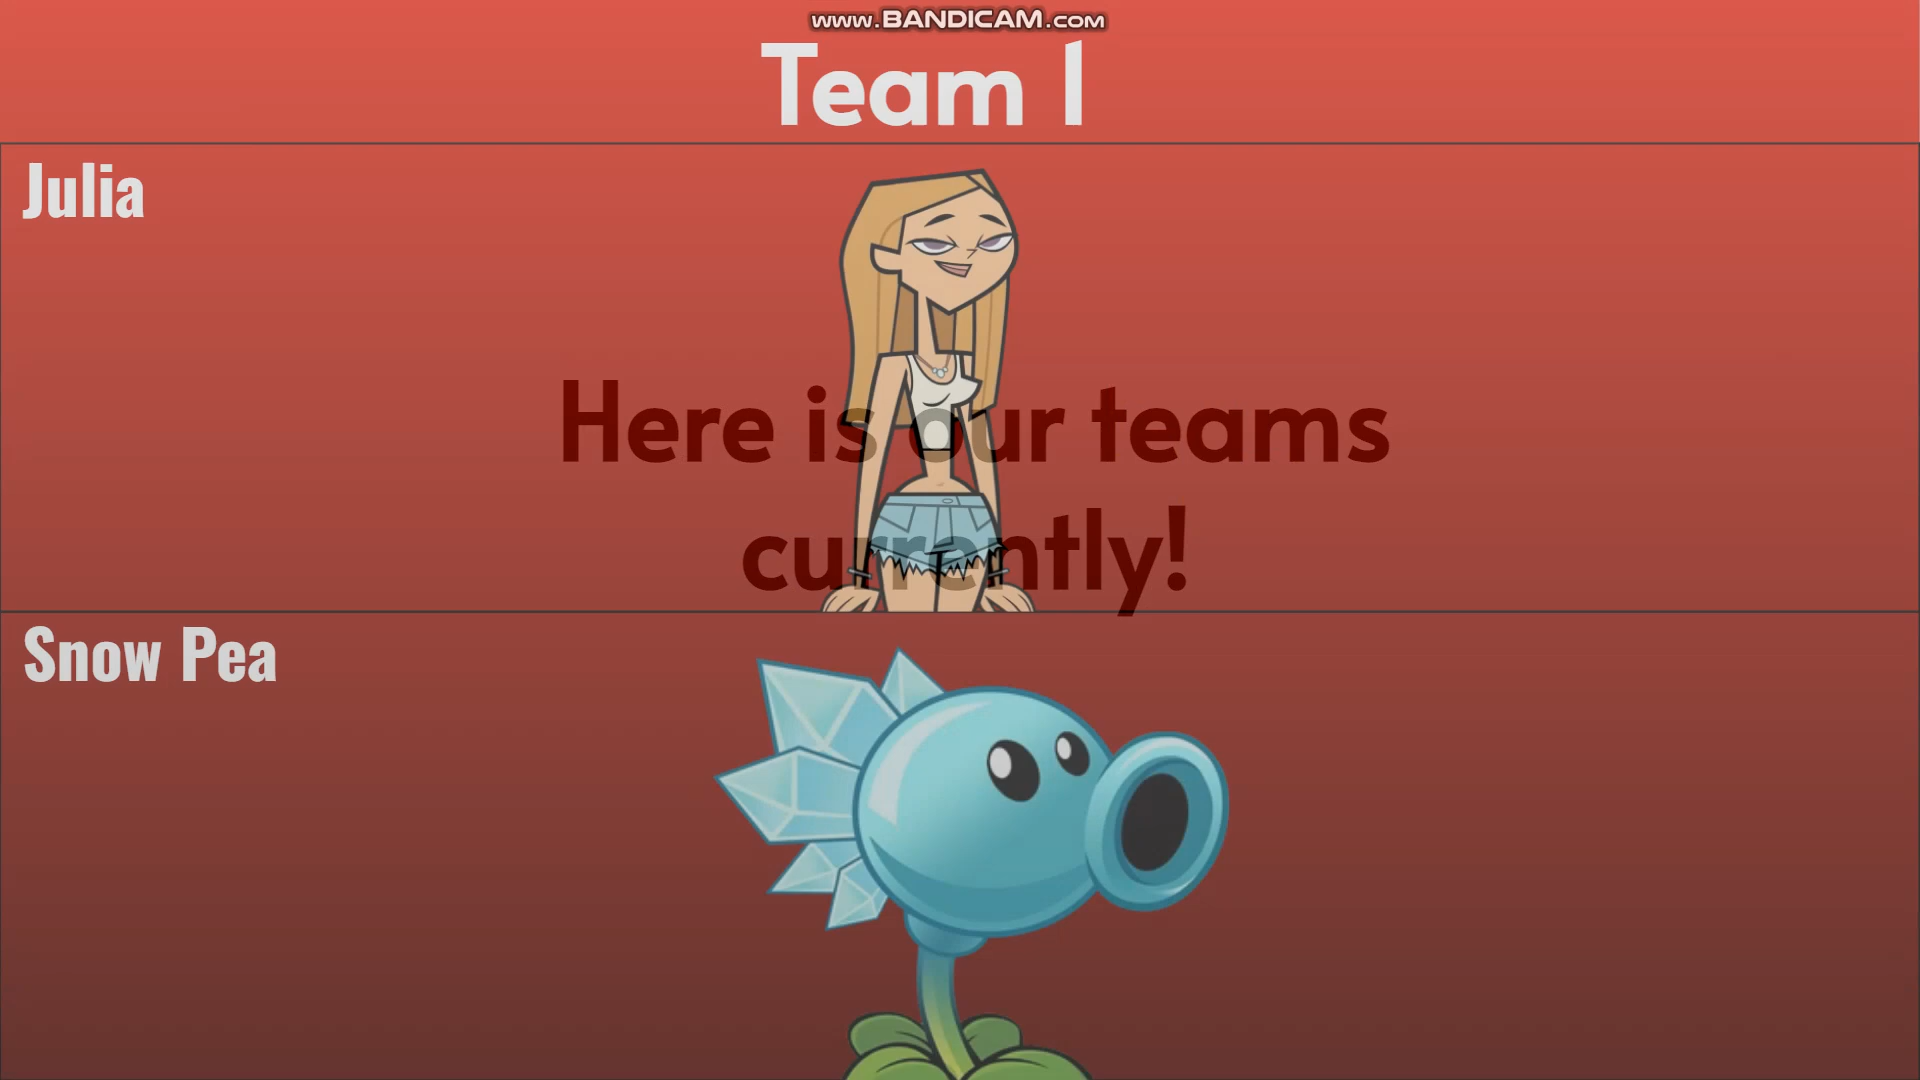 www.BANDICAM.com
Team 1
Julia
Here is our teams
currently!
Snow Pea